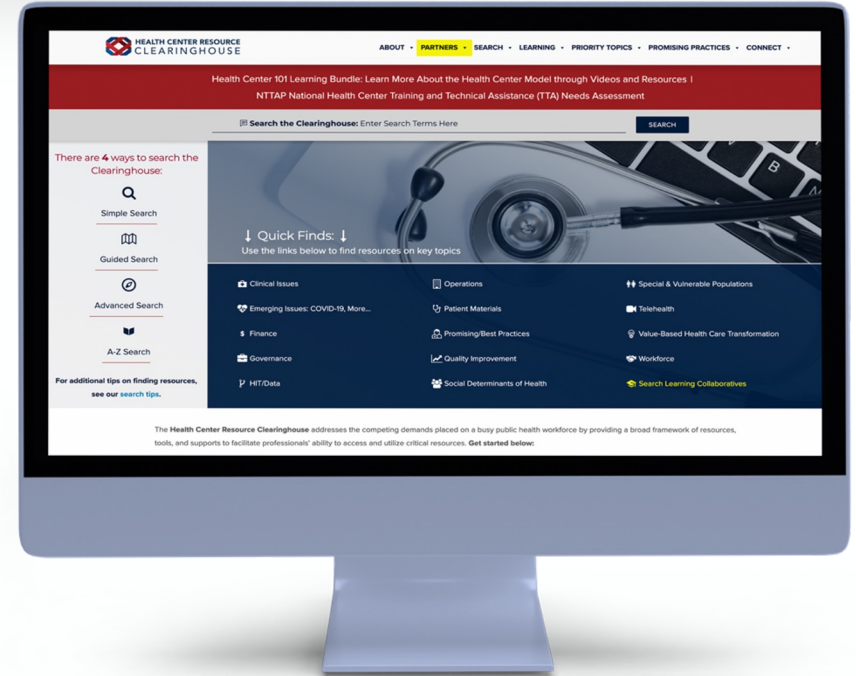 HEALTH CENTER RESOURCE
CLEARINGHOUSE
ABOUT
PARTNERS
SEARCH
LEARNING
PRIORITY TOPICS
PROMISING PRACTICES
CONNECT
Health Center 101 Learning Bundle: Learn More About the Health Center Model through Videos and Resources |
NTTAP National Health Center Training and Technical Assistance (TTA) Needs Assessment
Search the Clearinghouse: Enter Search Terms Here
SEARCH
There are 4 ways to search the
Clearinghouse:
Simple Search
Guided Search
Advanced Search
A-Z Search
For additional tips on finding resources,
see our search tips.
↓ Quick Finds: ↓
Use the links below to find resources on key topics
Clinical Issues
Emerging Issues: COVID-19, More...
$ Finance
Governance
HIT/Data
Operations
Patient Materials
Promising/Best Practices
Quality Improvement
Social Determinants of Health
Special & Vulnerable Populations
Telehealth
Value-Based Health Care Transformation
Workforce
Search Learning Collaboratives
B
The Health Center Resource Clearinghouse addresses the competing demands placed on a busy public health workforce by providing a broad framework of resources,
tools, and supports to facilitate professionals' ability to access and utilize critical resources. Get started below: